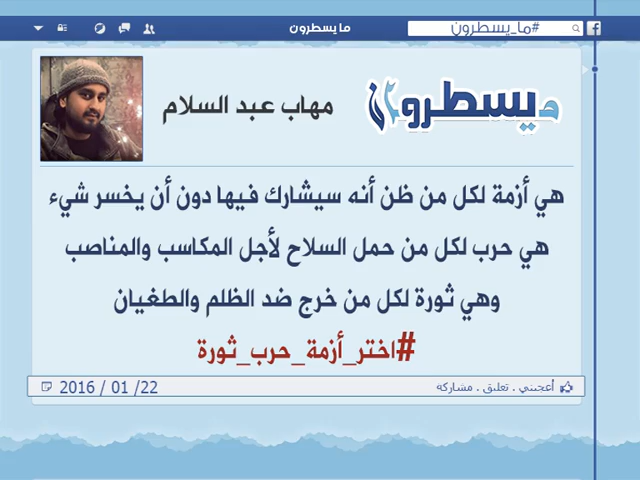 #ما_يسطرون
ما يسطرون
ما يسطرون
مهاب عبد السلام
هي أزمة لكل من ظن أنه سيشارك فيها دون أن يخسر شيء
هي حرب لكل من حمل السلاح لأجل المكاسب والمناصب
وهي ثورة لكل من خرج ضد الظلم والطغيان
#اختر_أزمة_حرب_ثورة
أعجبني . تعليق . مشاركة
2016 / 01 /22